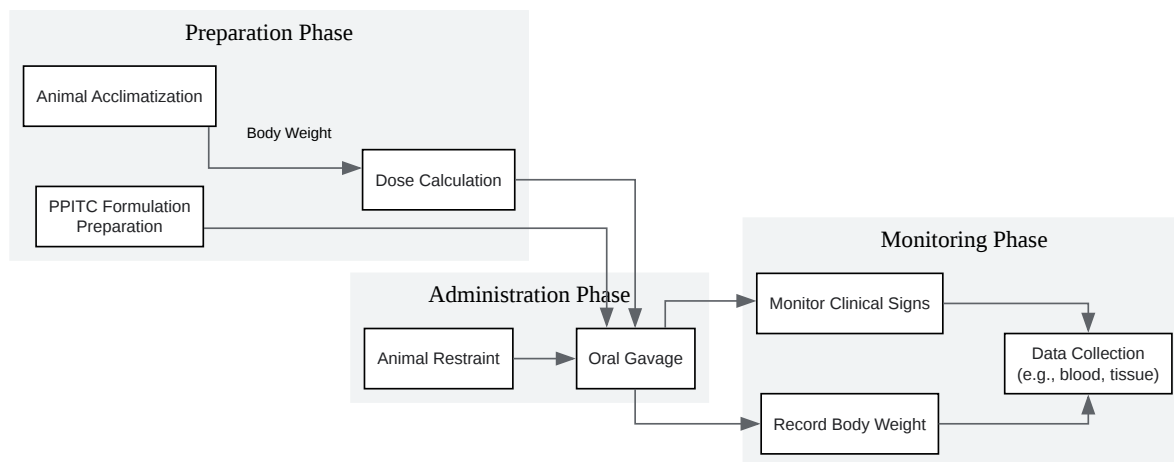 Preparation Phase
Animal Acclimatization
Body Weight
Dose Calculation
PPITC Formulation
Preparation
Administration Phase
Animal Restraint
Oral Gavage
Monitoring Phase
Monitor Clinical Signs
Data Collection
(e.g., blood, tissue)
Record Body Weight